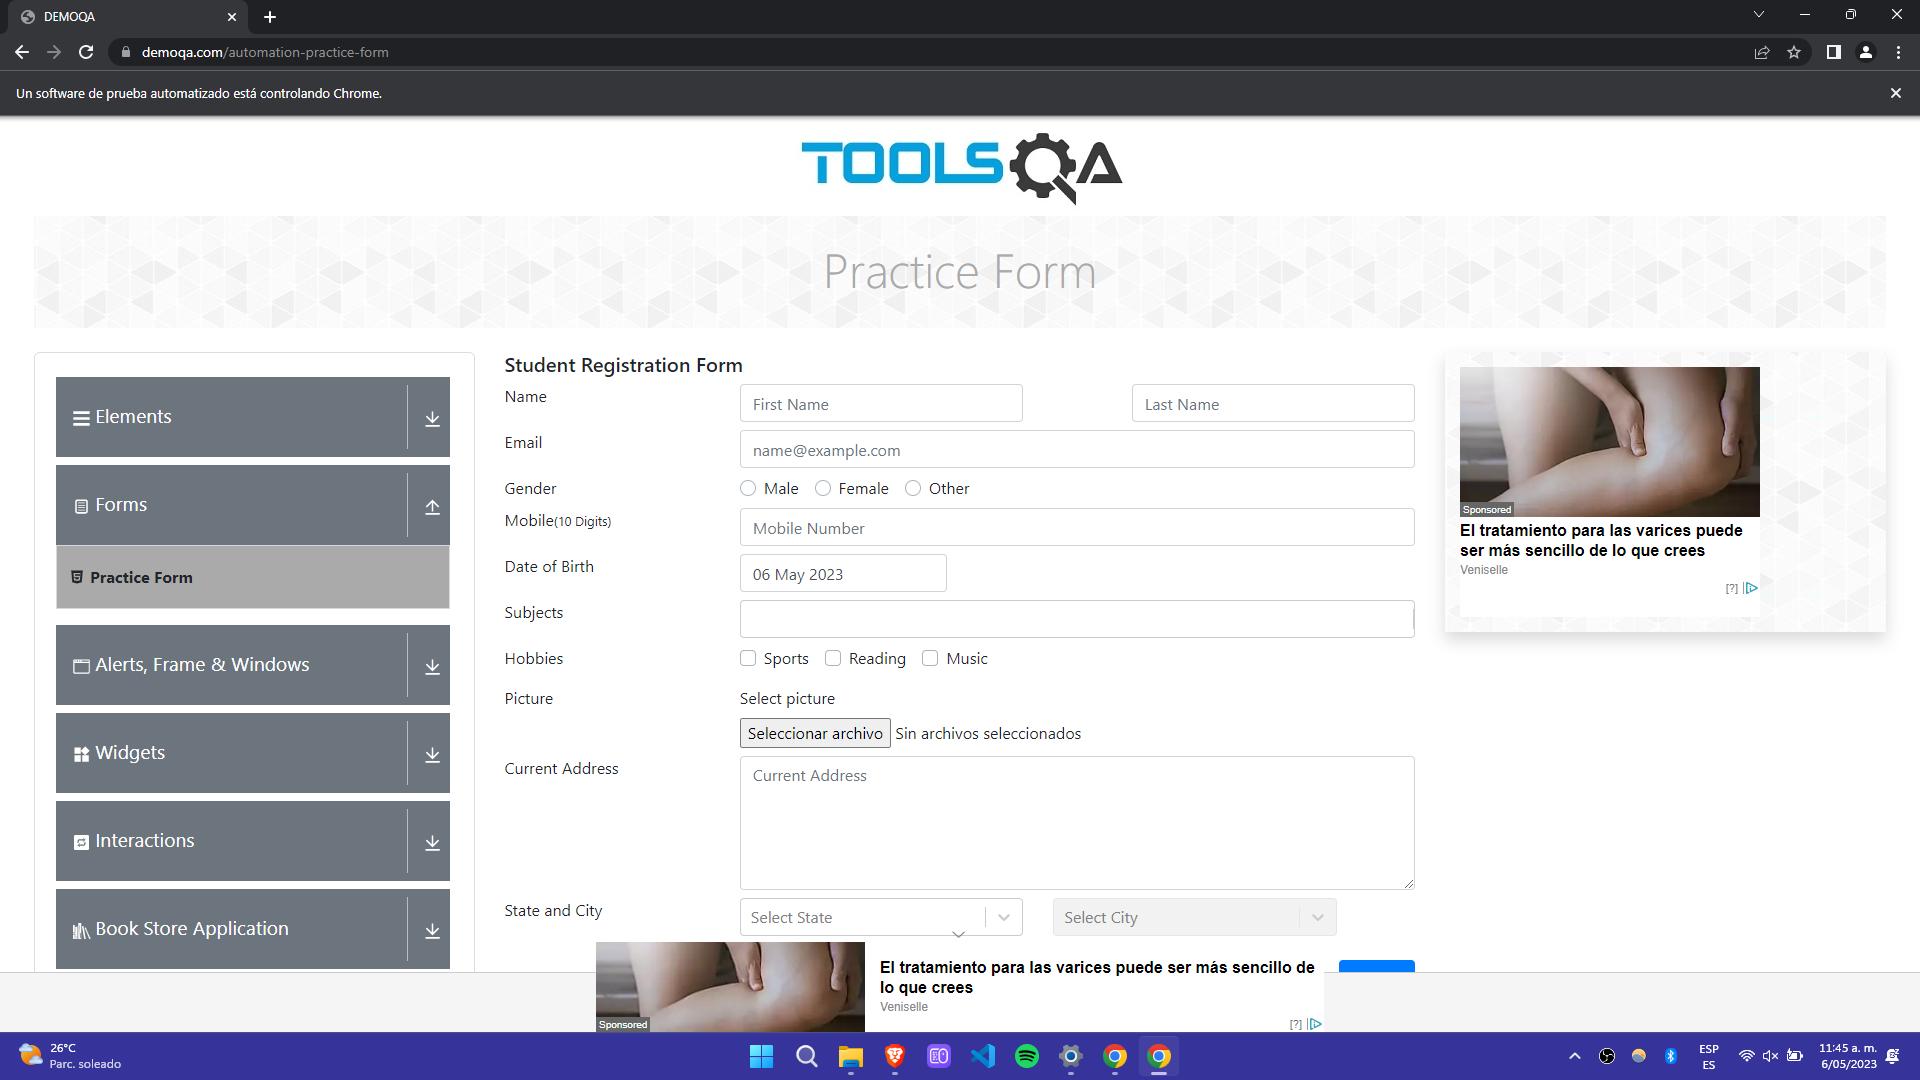 DEMOQA
demoqa.com/automation-practice-form
Un software de prueba automatizado está controlando Chrome.
TOOLSQA
Practice Form
Elements
Forms
Practice Form
Alerts, Frame & Windows
Widgets
Interactions
Book Store Application
Student Registration Form
Name
First Name
Last Name
Email
name@example.com
Gender
Male
Female
Other
Mobile(10 Digits)
Mobile Number
Date of Birth
06 May 2023
Subjects
Hobbies
Sports
Reading
Music
Picture
Select picture
Seleccionar archivo Sin archivos seleccionados
Current Address
Current Address
State and City
Select State
Select City
Sponsored
El tratamiento para las varices puede
ser más sencillo de lo que crees
Veniselle
[?]
Sponsored
El tratamiento para las varices puede ser más sencillo de
lo que crees
Veniselle
[?]
26°C
Parc. soleado
ESP
ES
11:45 a. m.
6/05/2023